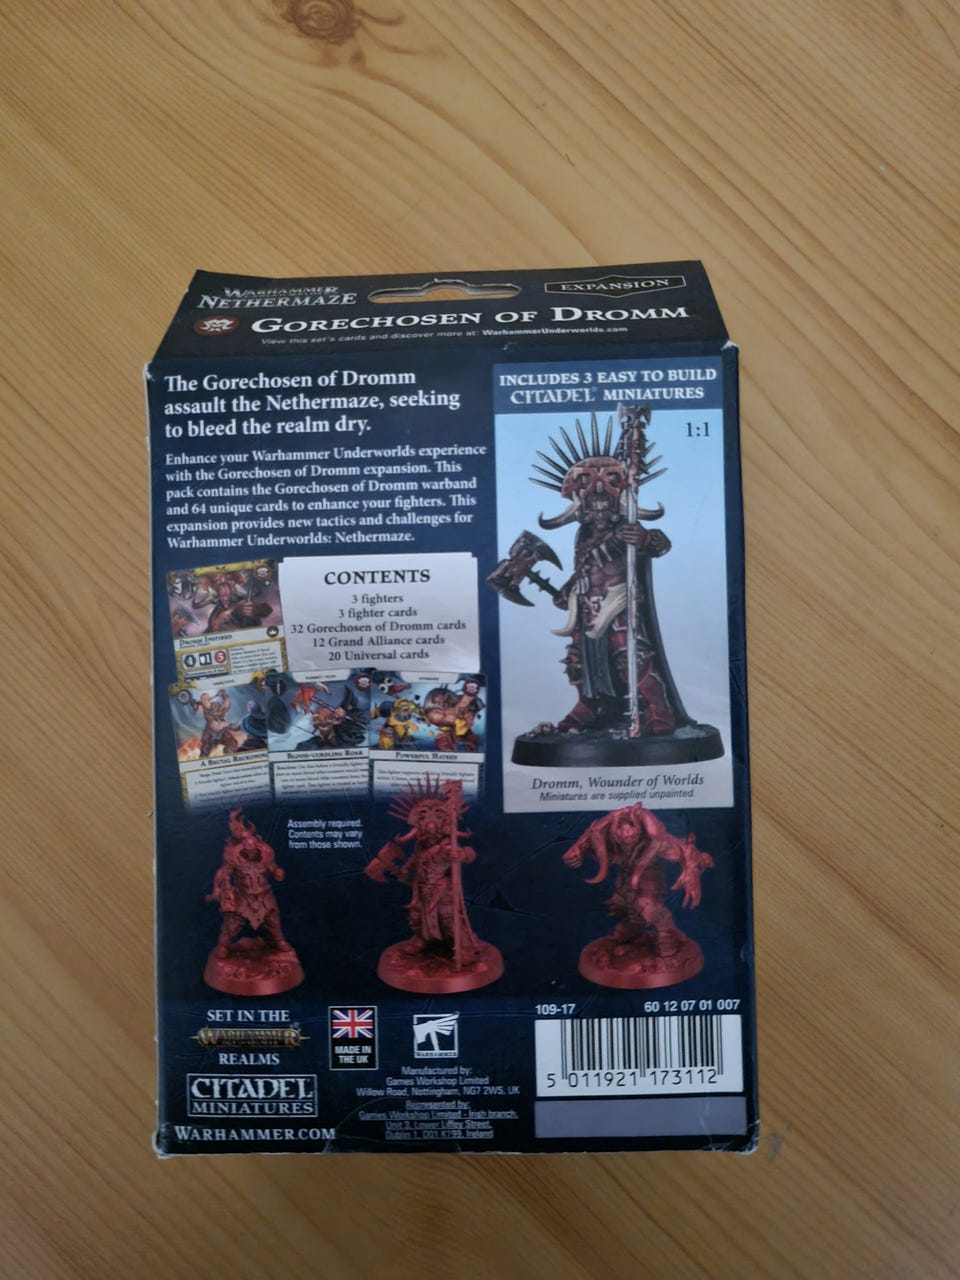 WARHAMMER
NETHERMAZE
EXPANSION
GORECHOSEN OF DROMM
View this set's cards and discover more at: WarhammerUnderworlds.com
The Gorechosen of Dromm
assault the Nethermaze, seeking
to bleed the realm dry.
Enhance your Warhammer Underworlds experience
with the Gorechosen of Dromm expansion. This
pack contains the Gorechosen of Dromm warband
and 64 unique cards to enhance your fighters. This
expansion provides new tactics and challenges for
Warhammer Underworlds: Nethermaze.
INCLUDES 3 EASY TO BUILD
CITADEL® MINIATURES
1:1
Dromm, Wounder of Worlds
Miniatures are supplied unpainted.
CONTENTS
3 fighters
3 fighter cards
32 Gorechosen of Dromm cards
12 Grand Alliance cards
20 Universal cards
DROMM INSPIRED
4 1 5
A BRUTAL RECKONING
BLOOD-CURDLING ROAR
POWERFUL HATRED
Assembly required.
Contents may vary
from those shown.
SET IN THE
WARHAMMER
REALMS
CITADEL
MINIATURES
WARHAMMER.COM
MADE IN
THE UK
WARHAMMER
Manufactured by:
Games Workshop Limited
Willow Road, Nottingham, NG7 2WS, UK
Represented by:
Games Workshop Limited - Irish branch,
Unit 3, Lower Liffey Street,
Dublin 1, D01 K199, Ireland
109-17 60 12 07 01 007
5 011921 173112